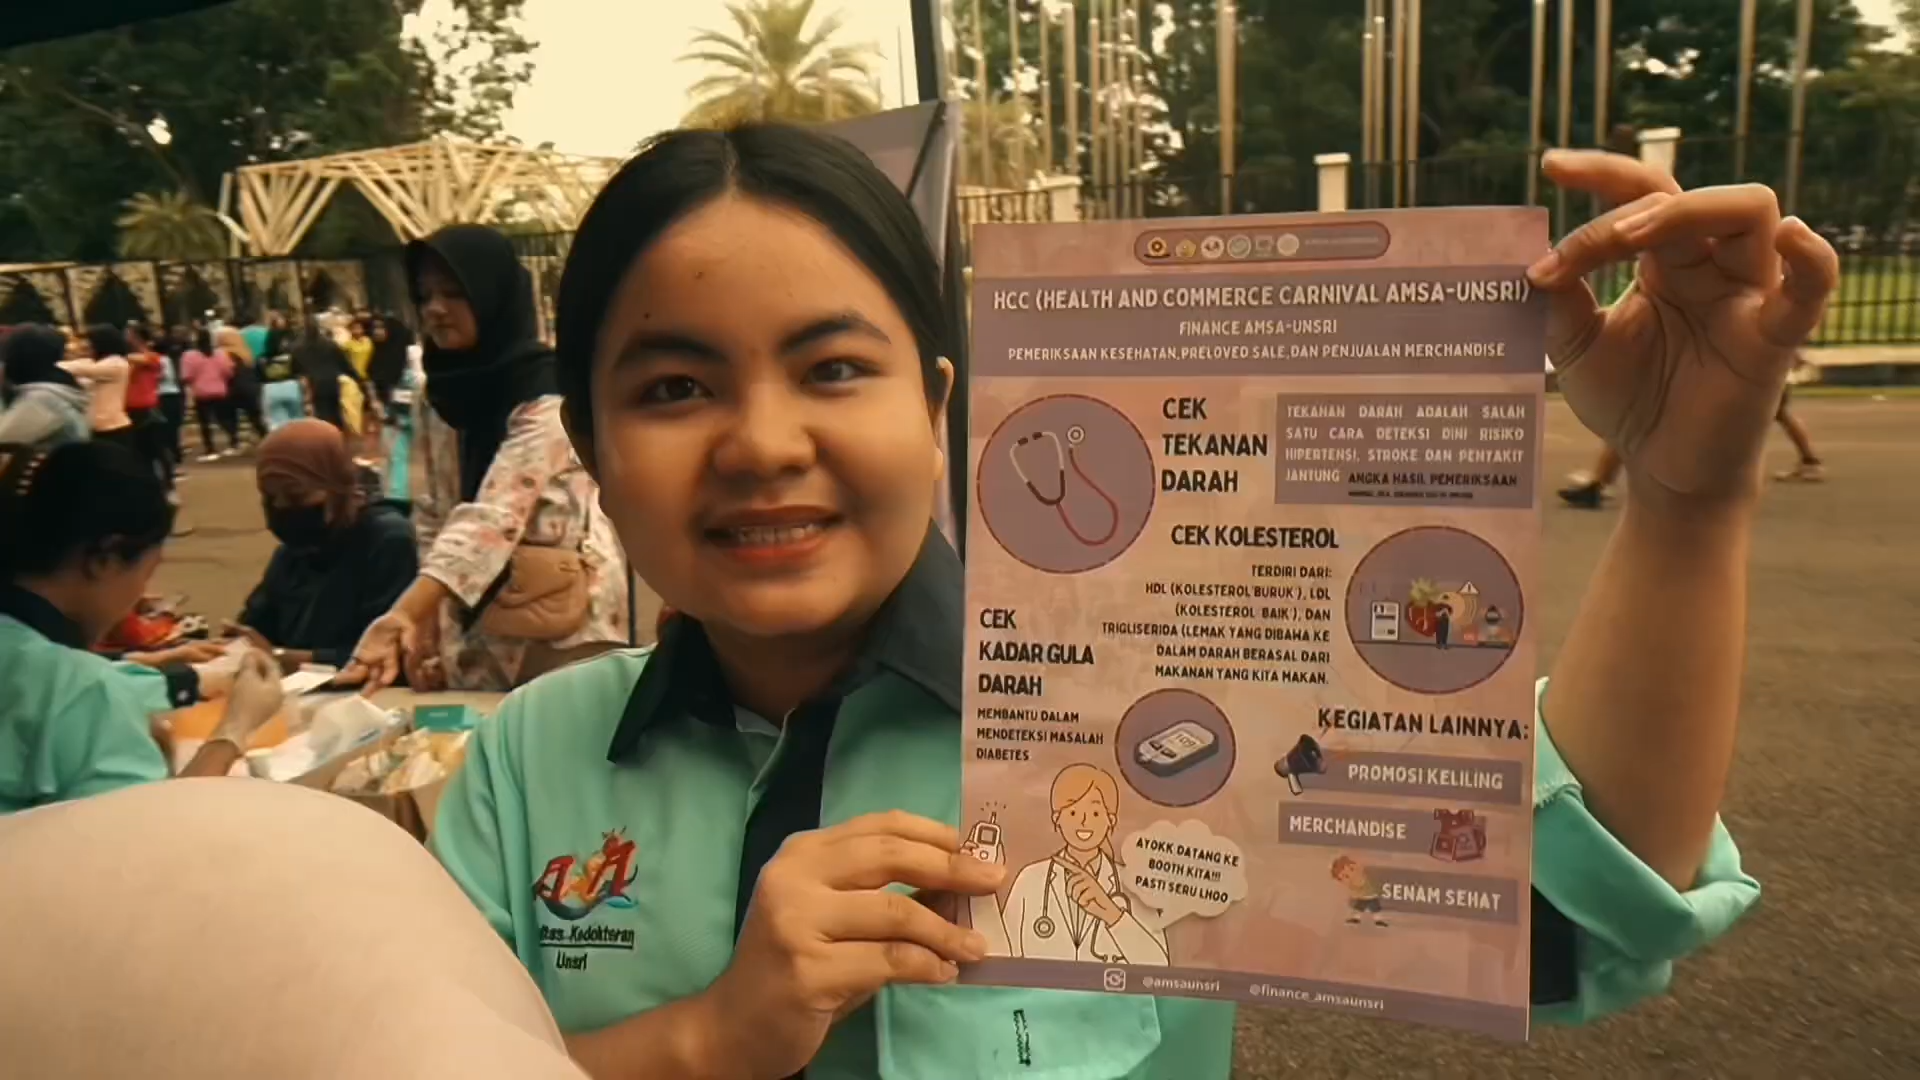 HCC (HEALTH AND COMMERCE CARNIVAL AMSA-UNSRI)
FINANCE AMSA-UNSRI
PEMERIKSAAN KESEHATAN, PRELOVED SALE, DAN PENJUALAN MERCHANDISE
CEK
TEKANAN
DARAH
TEKANAN DARAH ADALAH SALAH
SATU CARA DETEKSI DINI RISIKO
HIPERTENSI, STROKE DAN PENYAKIT
JANTUNG ANGKA HASIL PEMERIKSAAN
CEK KOLESTEROL
TERDIRI DARI:
HDL (KOLESTEROL 'BURUK'), LDL
(KOLESTEROL 'BAIK'), DAN
TRIGLISERIDA (LEMAK YANG DIBAWA KE
DALAM DARAH BERASAL DARI
MAKANAN YANG KITA MAKAN.
CEK
KADAR GULA
DARAH
MEMBANTU DALAM
MENDETEKSI MASALAH
DIABETES
KEGIATAN LAINNYA:
PROMOSI KELILING
MERCHANDISE
SENAM SEHAT
AYOKK DATANG KE
BOOTH KITA!!!
PASTI SERU LHOO
@amsaunsri @finance_amsaunsri
Kedokteran
Unsri